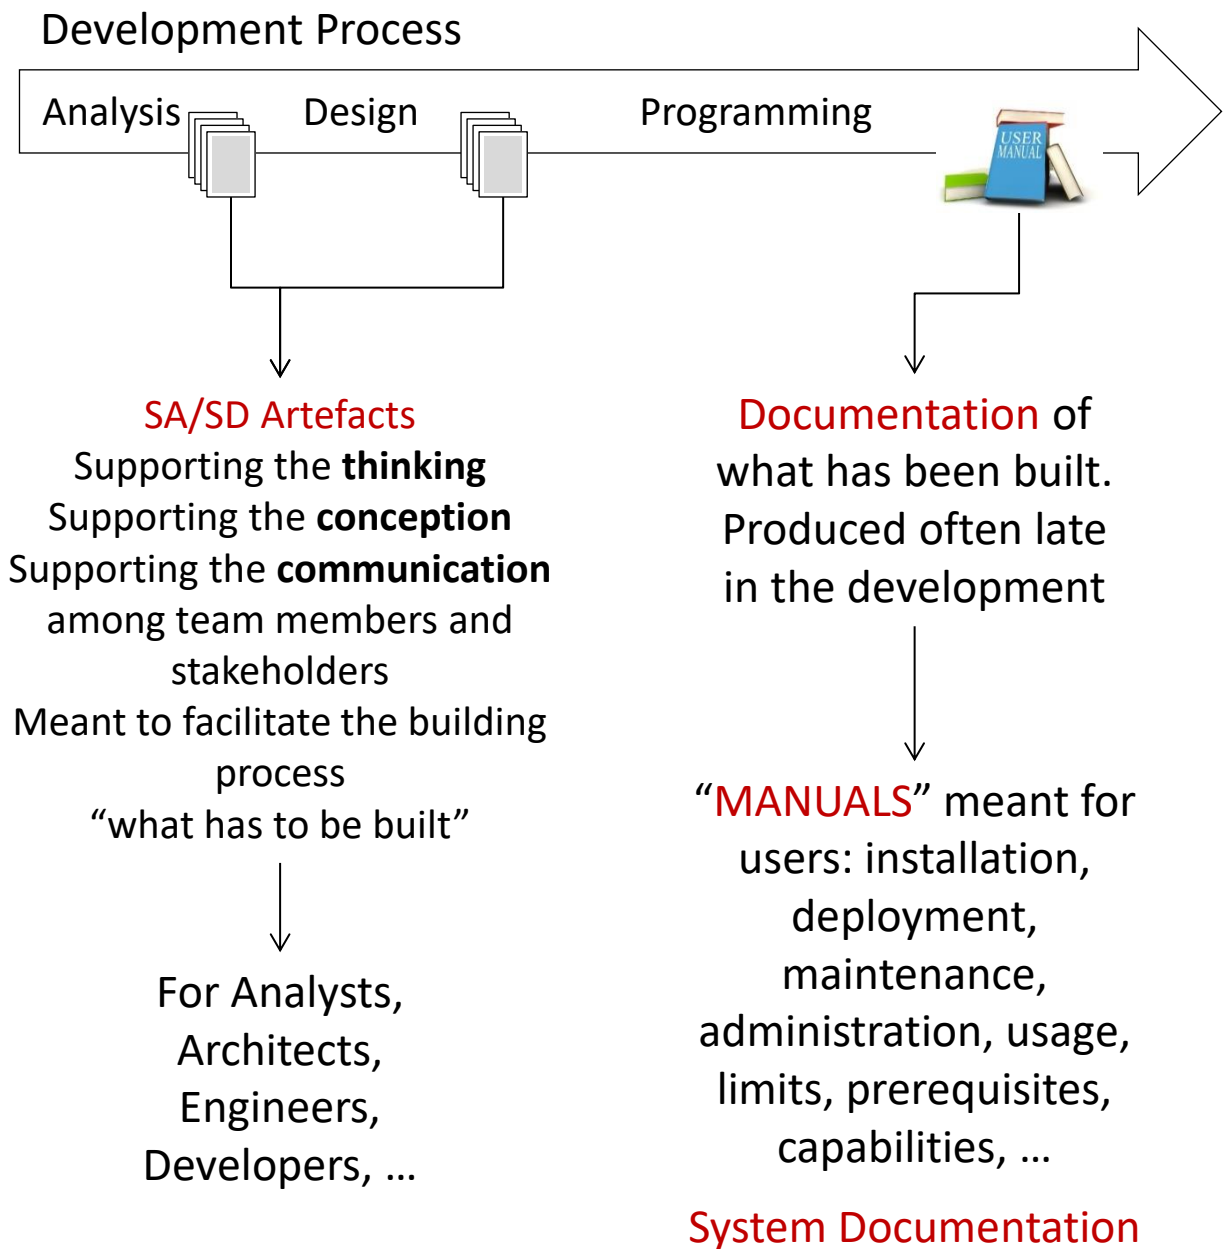 Development Process
Analysis
Design
Programming
USER
MANUAL
SA/SD Artefacts
Supporting the thinking
Supporting the conception
Supporting the communication
among team members and
stakeholders
Meant to facilitate the building
process
“what has to be built”
For Analysts,
Architects,
Engineers,
Developers, …
Documentation of
what has been built.
Produced often late
in the development
“MANUALS” meant for
users: installation,
deployment,
maintenance,
administration, usage,
limits, prerequisites,
capabilities, …
System Documentation